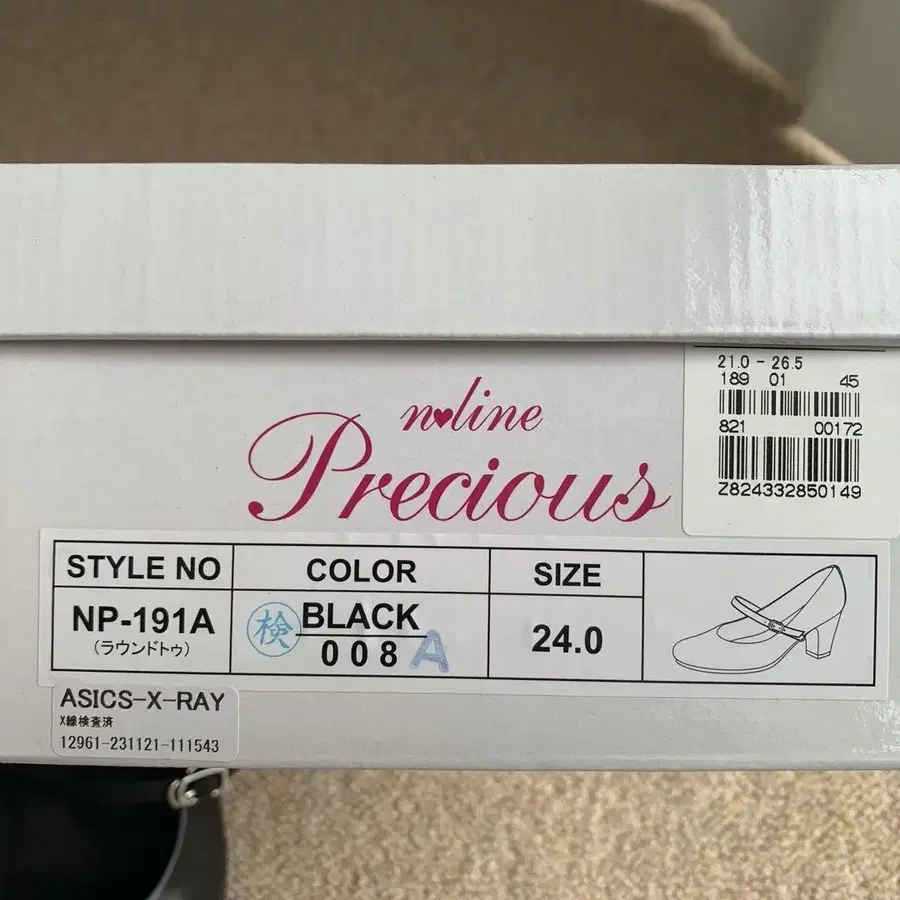 21.0 - 26.5
189 01 45
821 00172
Z824332850149
n♥line
Precious
STYLE NO COLOR SIZE
NP-191A 検 BLACK 24.0
(ラウンドトゥ) 008 A
ASICS-X-RAY
X線検査済
12961-231121-111543